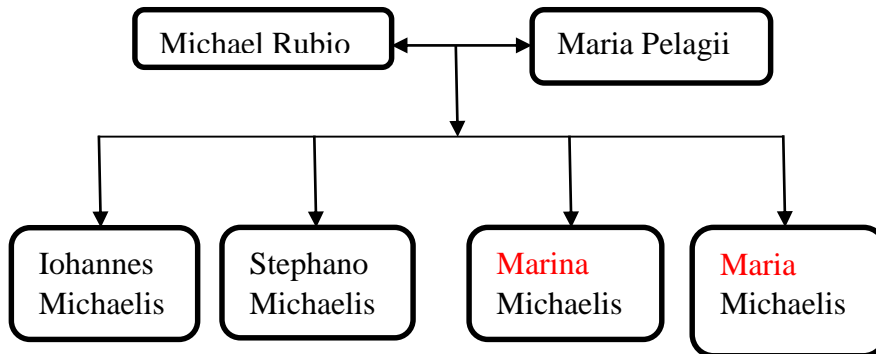 Michael Rubio
Maria Pelagii
Iohannes
Michaelis
Stephano
Michaelis
Marina
Michaelis
Maria
Michaelis